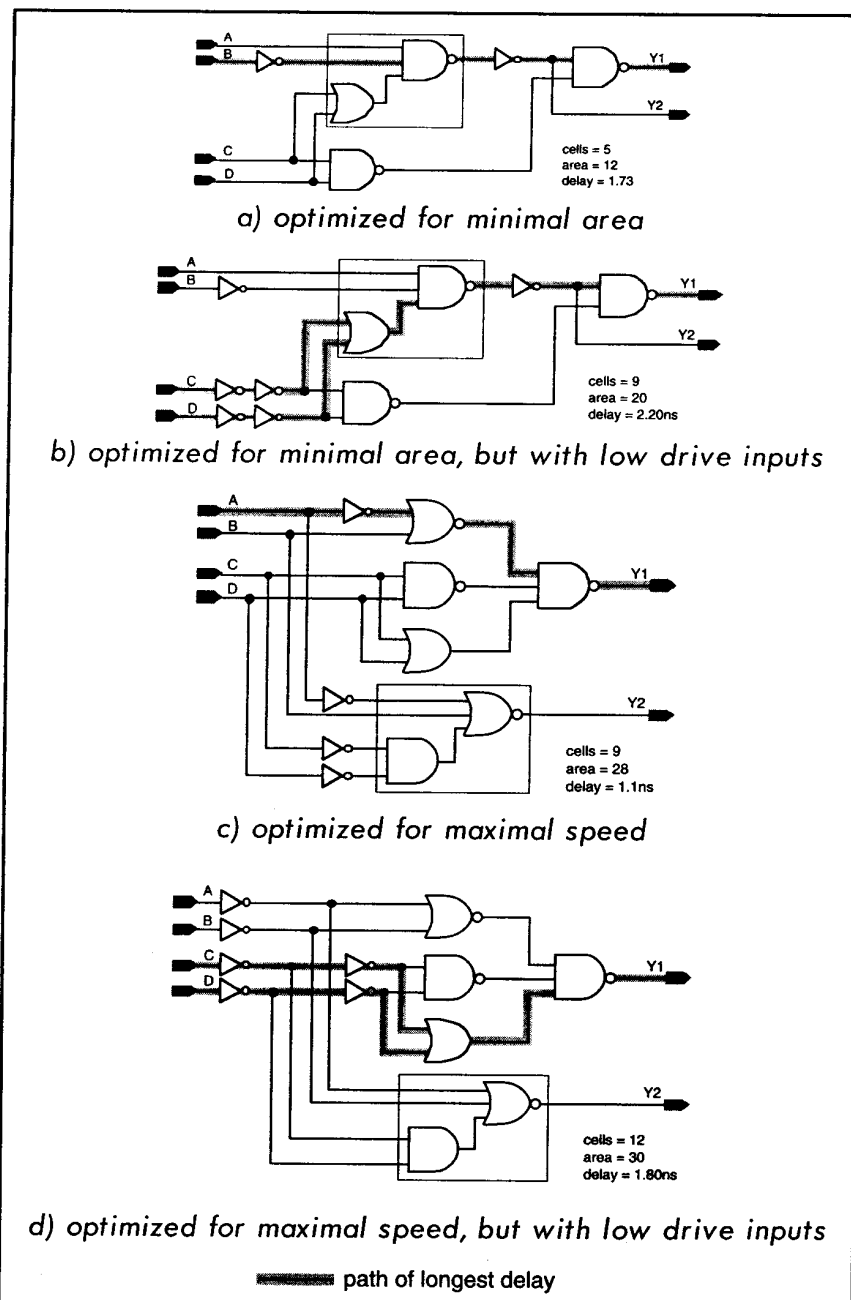 A
B
Y1
Y2
C
D
cells = 5
area = 12
delay = 1.73
a) optimized for minimal area
A
B
Y1
Y2
C
D
cells = 9
area = 20
delay = 2.20ns
b) optimized for minimal area, but with low drive inputs
A
B
C
D
Y1
Y2
cells = 9
area = 28
delay = 1.1ns
c) optimized for maximal speed
A
B
C
D
Y1
Y2
cells = 12
area = 30
delay = 1.80ns
d) optimized for maximal speed, but with low drive inputs
path of longest delay